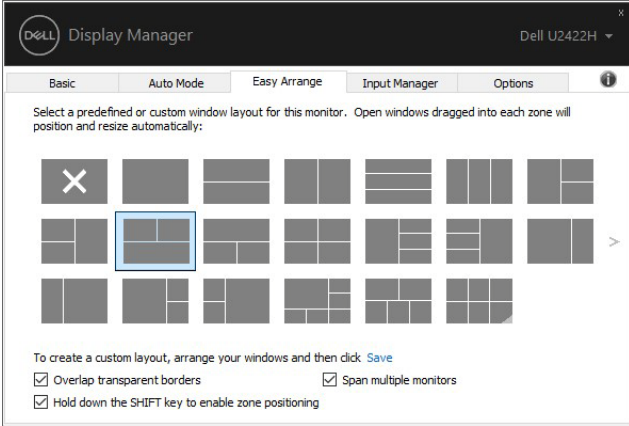 x
DELL Display Manager
Dell U2422H
Basic Auto Mode Easy Arrange Input Manager Options
Select a predefined or custom window layout for this monitor. Open windows dragged into each zone will
position and resize automatically:
>
To create a custom layout, arrange your windows and then click Save
Overlap transparent borders
Span multiple monitors
Hold down the SHIFT key to enable zone positioning